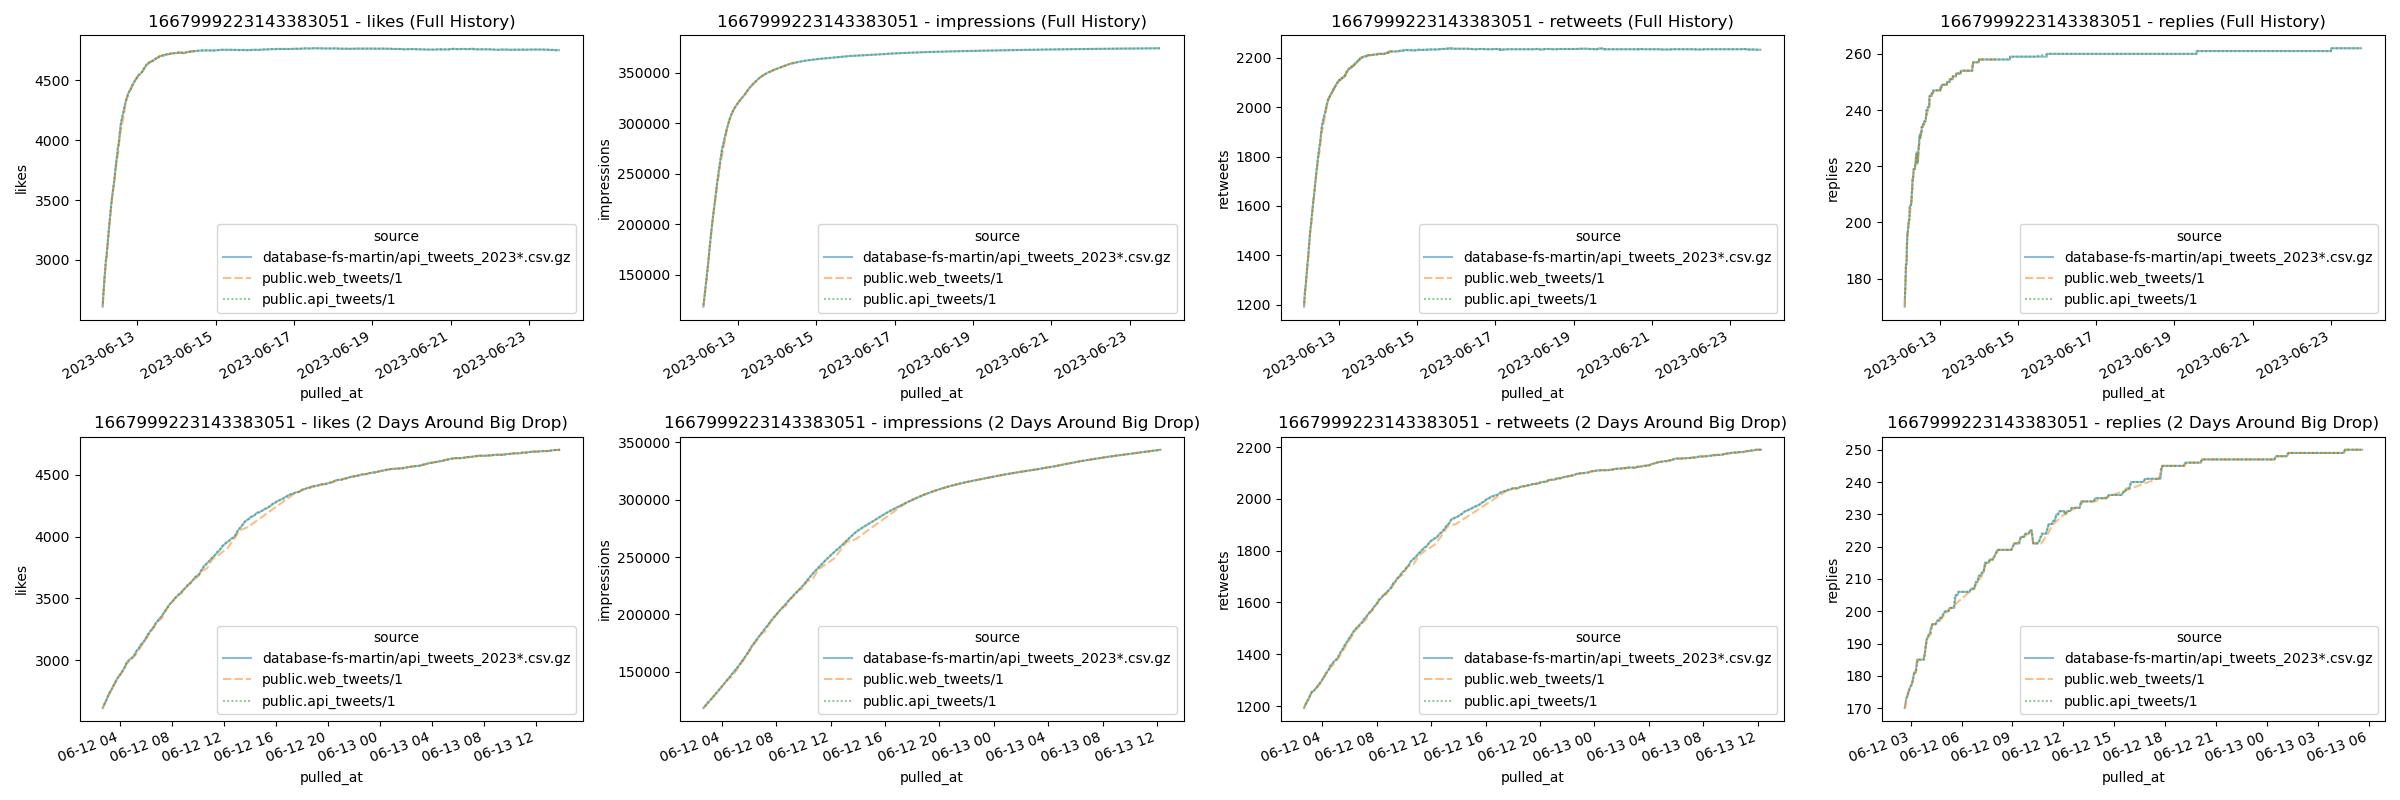 1667999223143383051 - likes (Full History)
4500
4000
3500
3000
likes
source
database-fs-martin/api_tweets_2023*.csv.gz
public.web_tweets/1
public.api_tweets/1
2023-06-13
2023-06-15
2023-06-17
2023-06-19
2023-06-21
2023-06-23
pulled_at
1667999223143383051 - impressions (Full History)
350000
300000
250000
200000
150000
impressions
source
database-fs-martin/api_tweets_2023*.csv.gz
public.web_tweets/1
public.api_tweets/1
2023-06-13
2023-06-15
2023-06-17
2023-06-19
2023-06-21
2023-06-23
pulled_at
1667999223143383051 - retweets (Full History)
2200
2000
1800
1600
1400
1200
retweets
source
database-fs-martin/api_tweets_2023*.csv.gz
public.web_tweets/1
public.api_tweets/1
2023-06-13
2023-06-15
2023-06-17
2023-06-19
2023-06-21
2023-06-23
pulled_at
1667999223143383051 - replies (Full History)
260
240
220
200
180
replies
source
database-fs-martin/api_tweets_2023*.csv.gz
public.web_tweets/1
public.api_tweets/1
2023-06-13
2023-06-15
2023-06-17
2023-06-19
2023-06-21
2023-06-23
pulled_at
1667999223143383051 - likes (2 Days Around Big Drop)
4500
4000
3500
3000
likes
source
database-fs-martin/api_tweets_2023*.csv.gz
public.web_tweets/1
public.api_tweets/1
06-12 04
06-12 08
06-12 12
06-12 16
06-12 20
06-13 00
06-13 04
06-13 08
06-13 12
pulled_at
1667999223143383051 - impressions (2 Days Around Big Drop)
350000
300000
250000
200000
150000
impressions
source
database-fs-martin/api_tweets_2023*.csv.gz
public.web_tweets/1
public.api_tweets/1
06-12 04
06-12 08
06-12 12
06-12 16
06-12 20
06-13 00
06-13 04
06-13 08
06-13 12
pulled_at
1667999223143383051 - retweets (2 Days Around Big Drop)
2200
2000
1800
1600
1400
1200
retweets
source
database-fs-martin/api_tweets_2023*.csv.gz
public.web_tweets/1
public.api_tweets/1
06-12 04
06-12 08
06-12 12
06-12 16
06-12 20
06-13 00
06-13 04
06-13 08
06-13 12
pulled_at
1667999223143383051 - replies (2 Days Around Big Drop)
250
240
230
220
210
200
190
180
170
replies
source
database-fs-martin/api_tweets_2023*.csv.gz
public.web_tweets/1
public.api_tweets/1
06-12 03
06-12 06
06-12 09
06-12 12
06-12 15
06-12 18
06-12 21
06-13 00
06-13 03
06-13 06
pulled_at